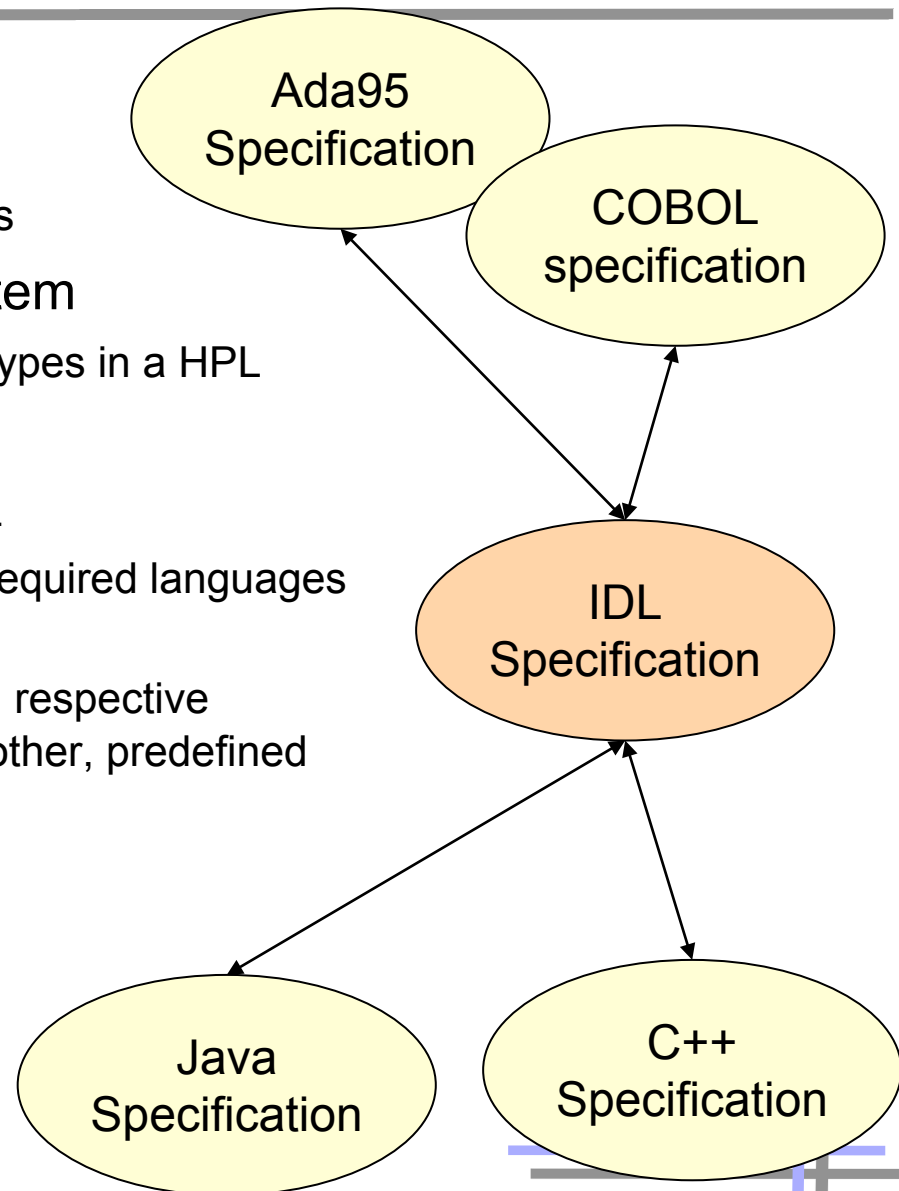 Ada95
Specification
COBOL
specification
s
tem
ypes in a HPL
equired languages
respective
other, predefined
IDL
Specification
Java
Specification
C++
Specification